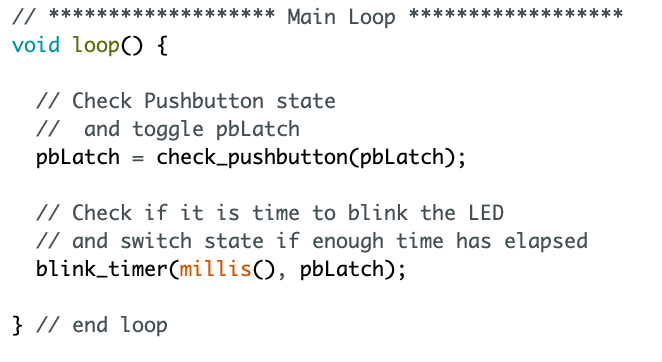 // ******************* Main Loop ******************
void loop() {
// Check Pushbutton state
//  and toggle pbLatch
pbLatch = check_pushbutton(pbLatch);
// Check if it is time to blink the LED
// and switch state if enough time has elapsed
blink_timer(millis(), pbLatch);
} // end loop